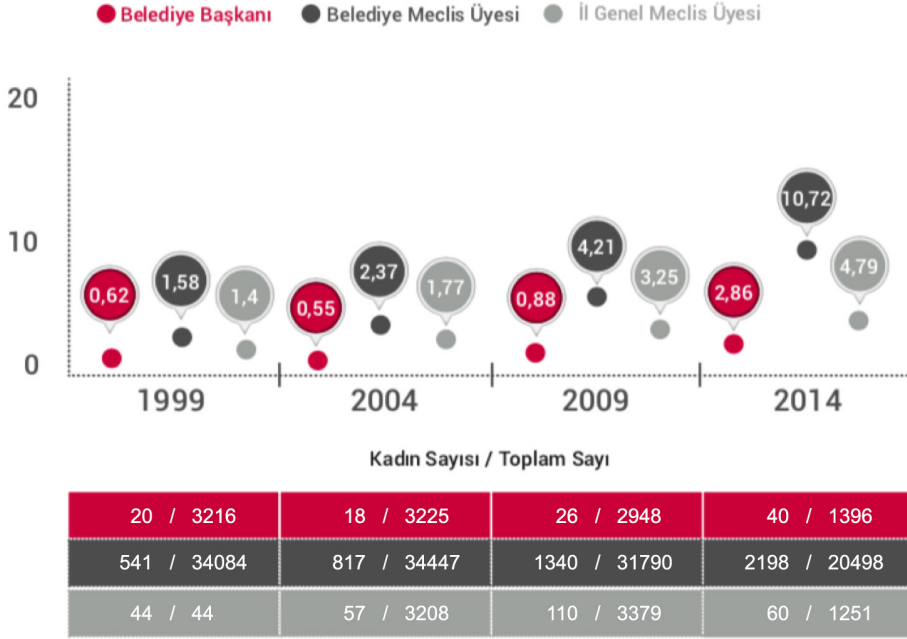 Belediye Başkanı Belediye Meclis Üyesi İl Genel Meclis Üyesi
20
10,72
10
4,21
4,79
2,37
3,25
1,58
1,77
2,86
0,62
1,4
0,88
0,55
0
1999 2004 2009 2014
Kadın Sayısı / Toplam Sayı
20 / 3216 18 / 3225 26 / 2948 40 / 1396
541 / 34084 817 / 34447 1340 / 31790 2198 / 20498
44 / 44 57 / 3208 110 / 3379 60 / 1251